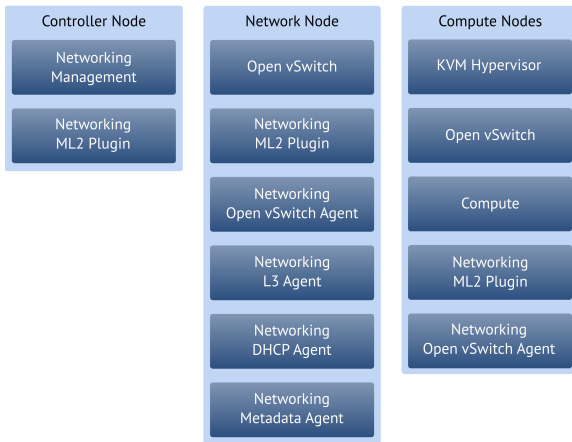 Controller Node
Networking
Management
Networking
ML2 Plugin
Network Node
Open vSwitch
Networking
ML2 Plugin
Networking
Open vSwitch Agent
Networking
L3 Agent
Networking
DHCP Agent
Networking
Metadata Agent
Compute Nodes
KVM Hypervisor
Open vSwitch
Compute
Networking
ML2 Plugin
Networking
Open vSwitch Agent